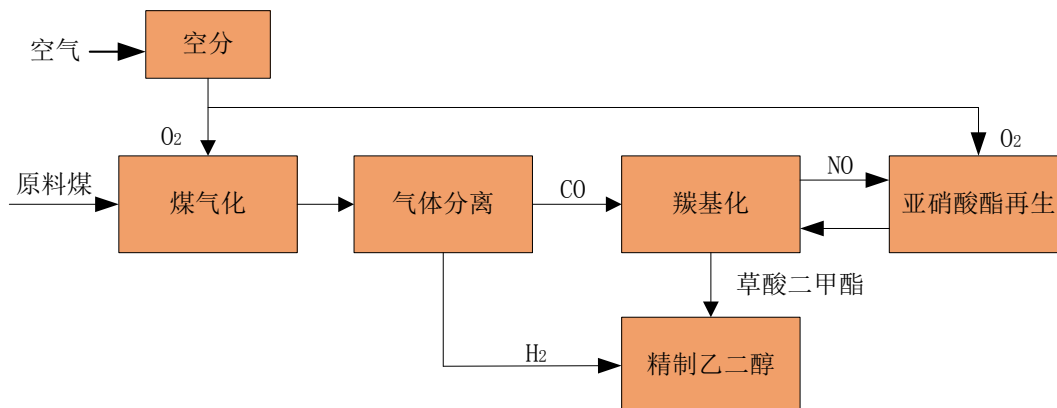 空气
空分
O2
O2
原料煤
煤气化
气体分离
CO
羰基化
NO
亚硝酸酯再生
草酸二甲酯
H2
精制乙二醇